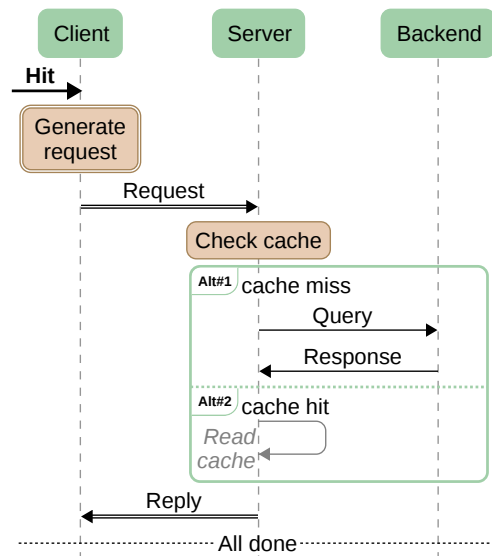 Client Server Backend
Hit
Generate
request
Request
Check cache
Alt#1 cache miss
Query
Response
Alt#2 cache hit
Read
cache
Reply
All done